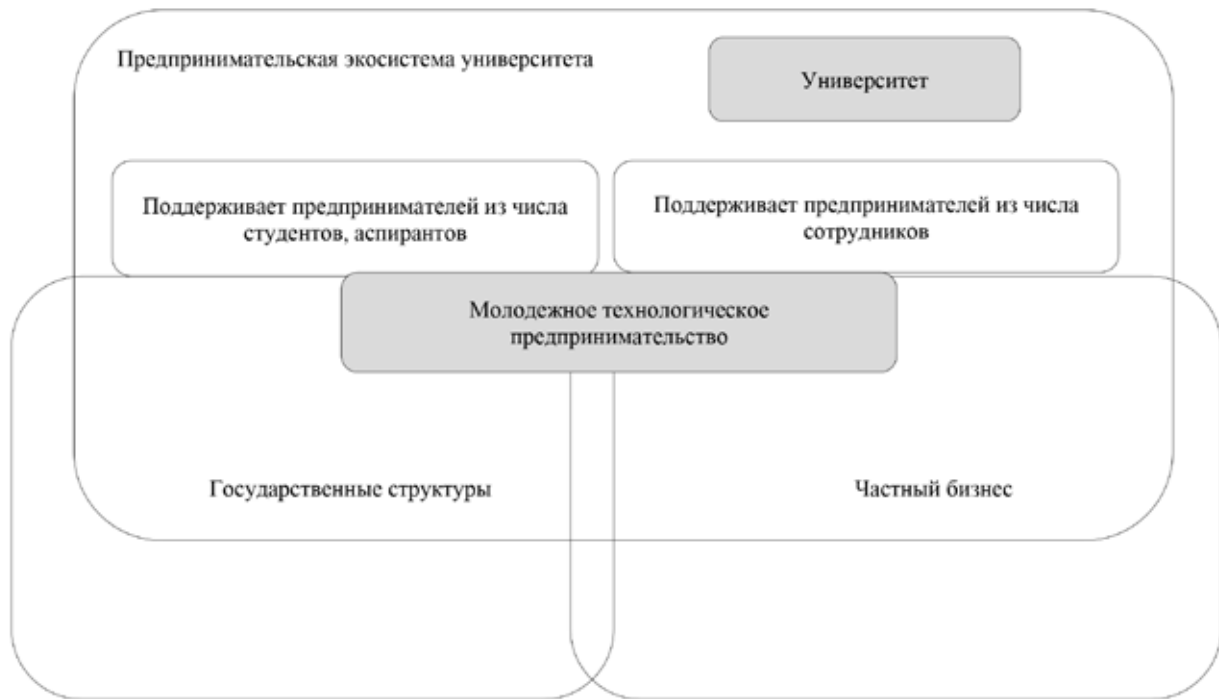 Предпринимательская экосистема университета
Университет
Поддерживает предпринимателей из числа
студентов, аспирантов
Поддерживает предпринимателей из числа
сотрудников
Молодежное технологическое
предпринимательство
Государственные структуры
Частный бизнес